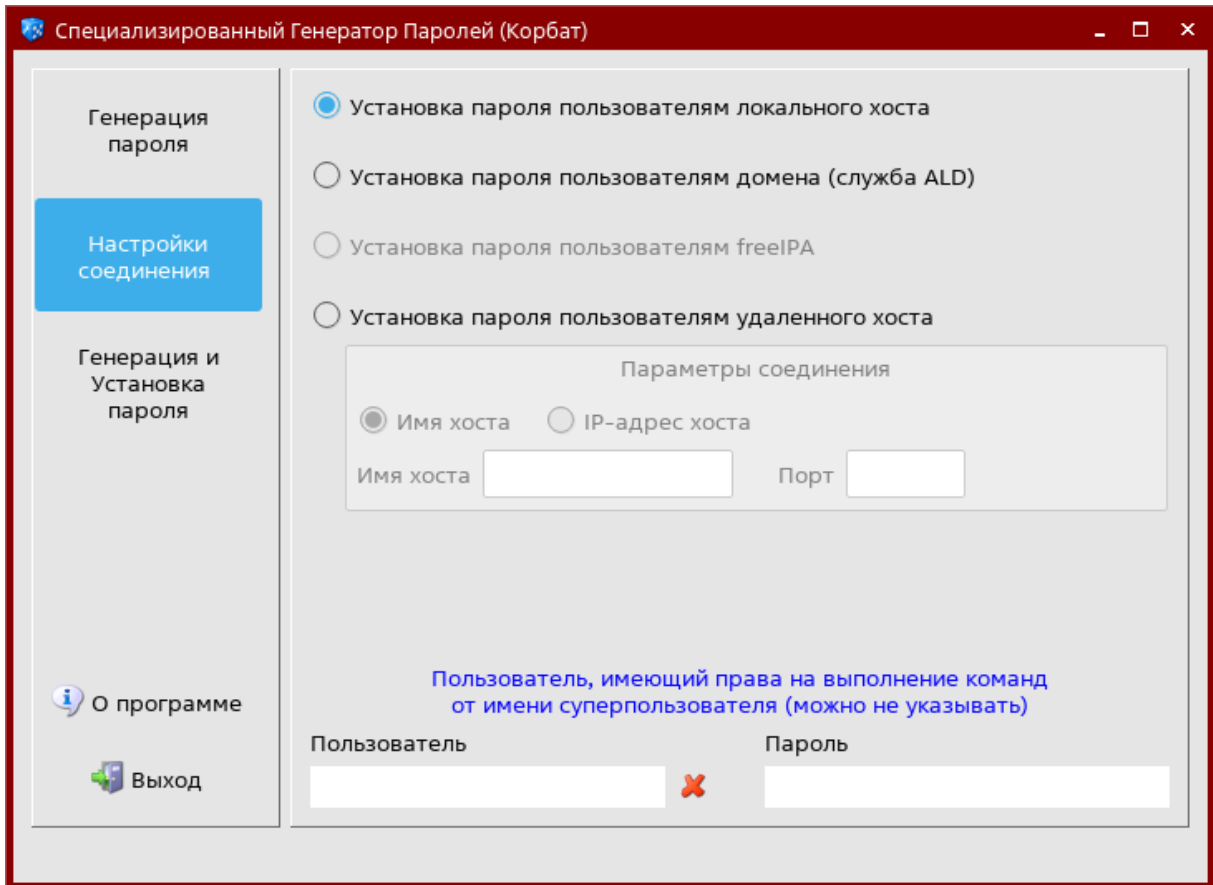 Специализированный Генератор Паролей (Корбат)
Генерация
пароля
Настройки
соединения
Генерация и
Установка
пароля
О программе
Выход
Установка пароля пользователям локального хоста
Установка пароля пользователям домена (служба ALD)
Установка пароля пользователям freeIPA
Установка пароля пользователям удаленного хоста
Параметры соединения
Имя хоста IP-адрес хоста
Имя хоста Порт
Пользователь, имеющий права на выполнение команд
от имени суперпользователя (можно не указывать)
Пользователь Пароль